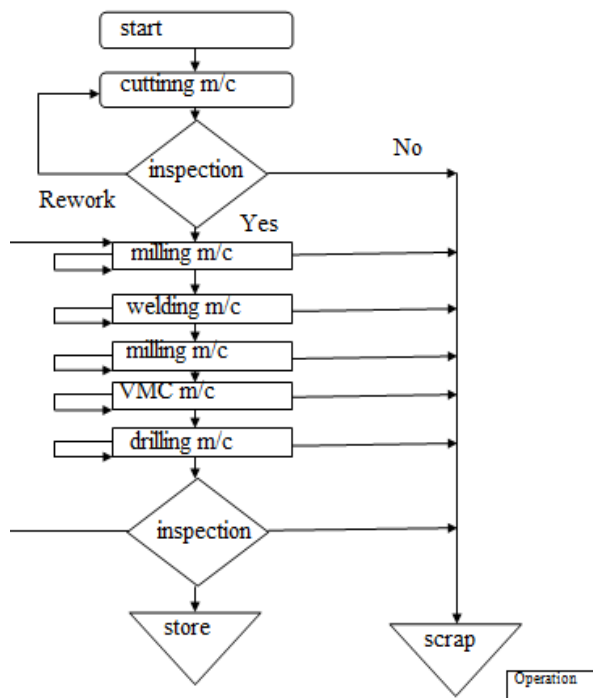 start
cuttinng m/c
inspection
No
Rework
Yes
milling m/c
welding m/c
milling m/c
VMC m/c
drilling m/c
inspection
store
scrap
Operation